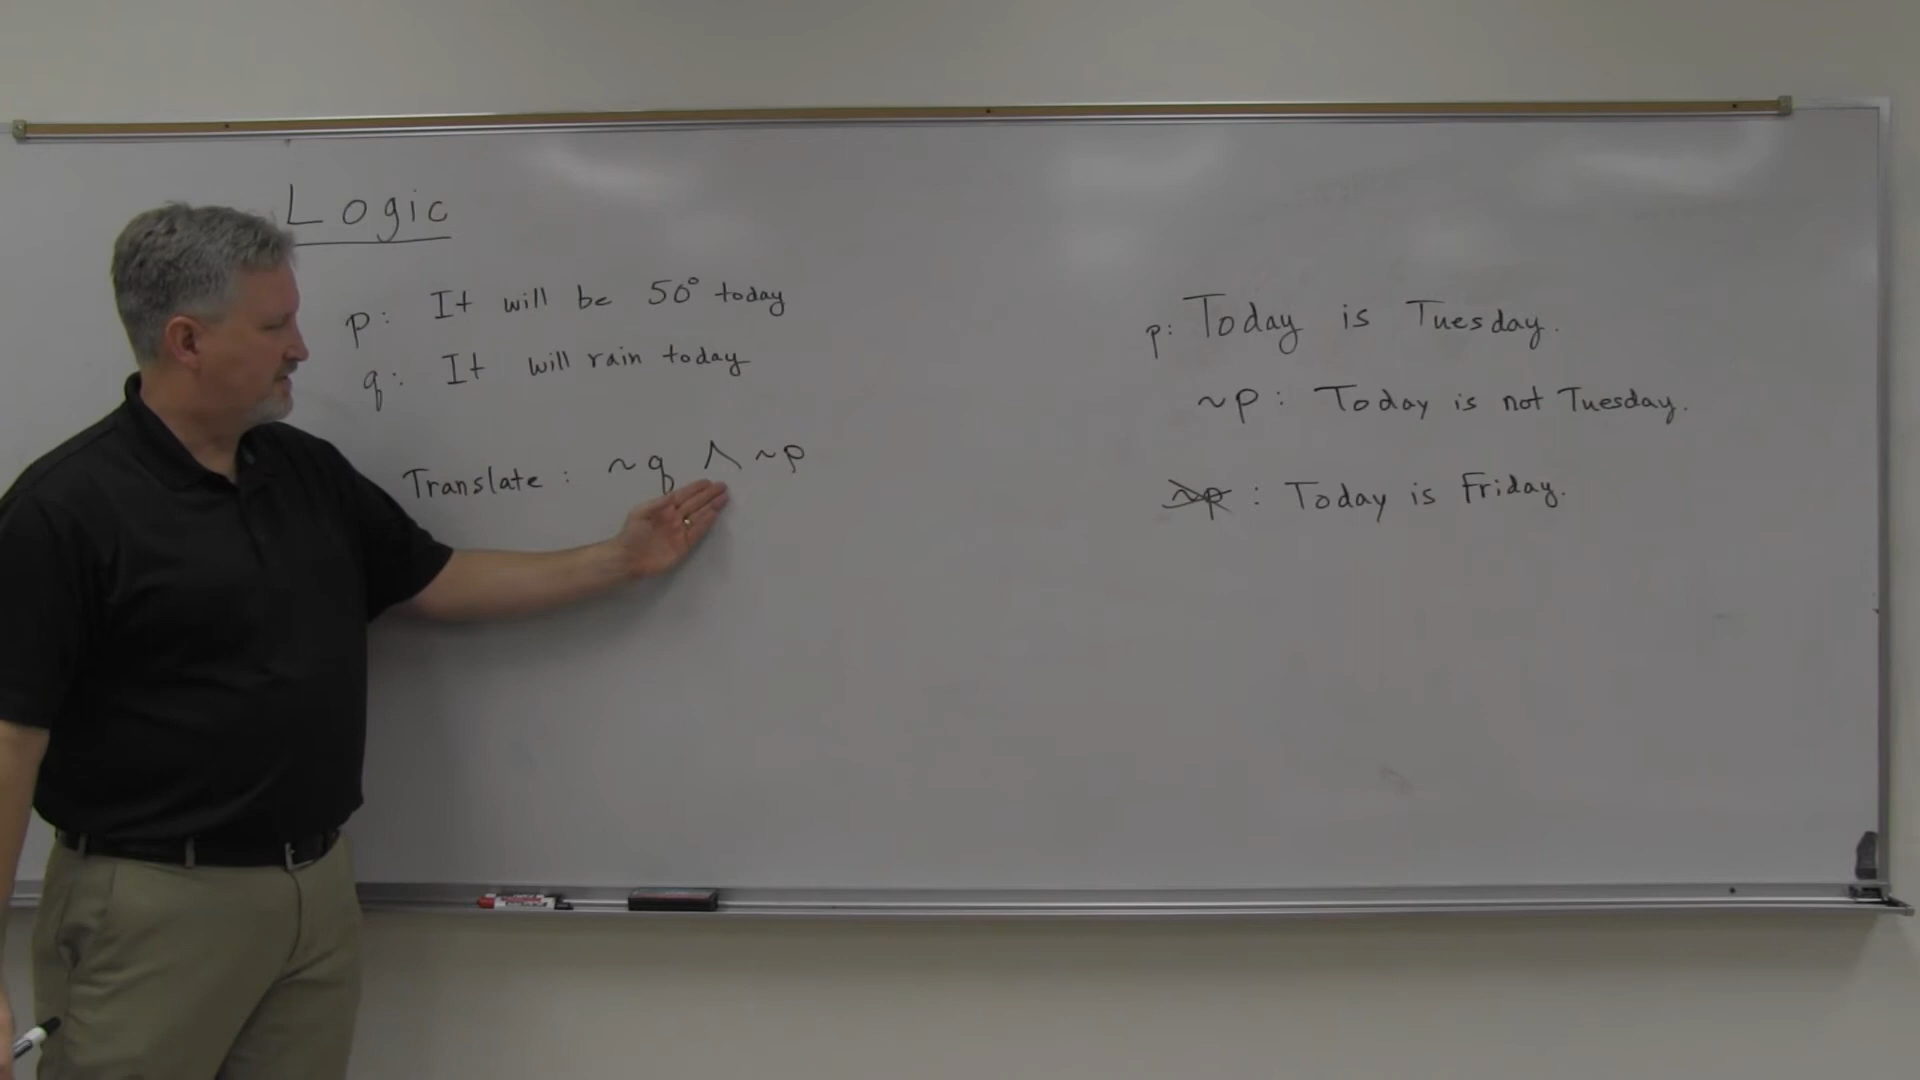 Logic
p: It will be 50° today
q: It will rain today
Translate: ~q ∧ ~p
p: Today is Tuesday.
~p: Today is not Tuesday.
~p: Today is Friday.